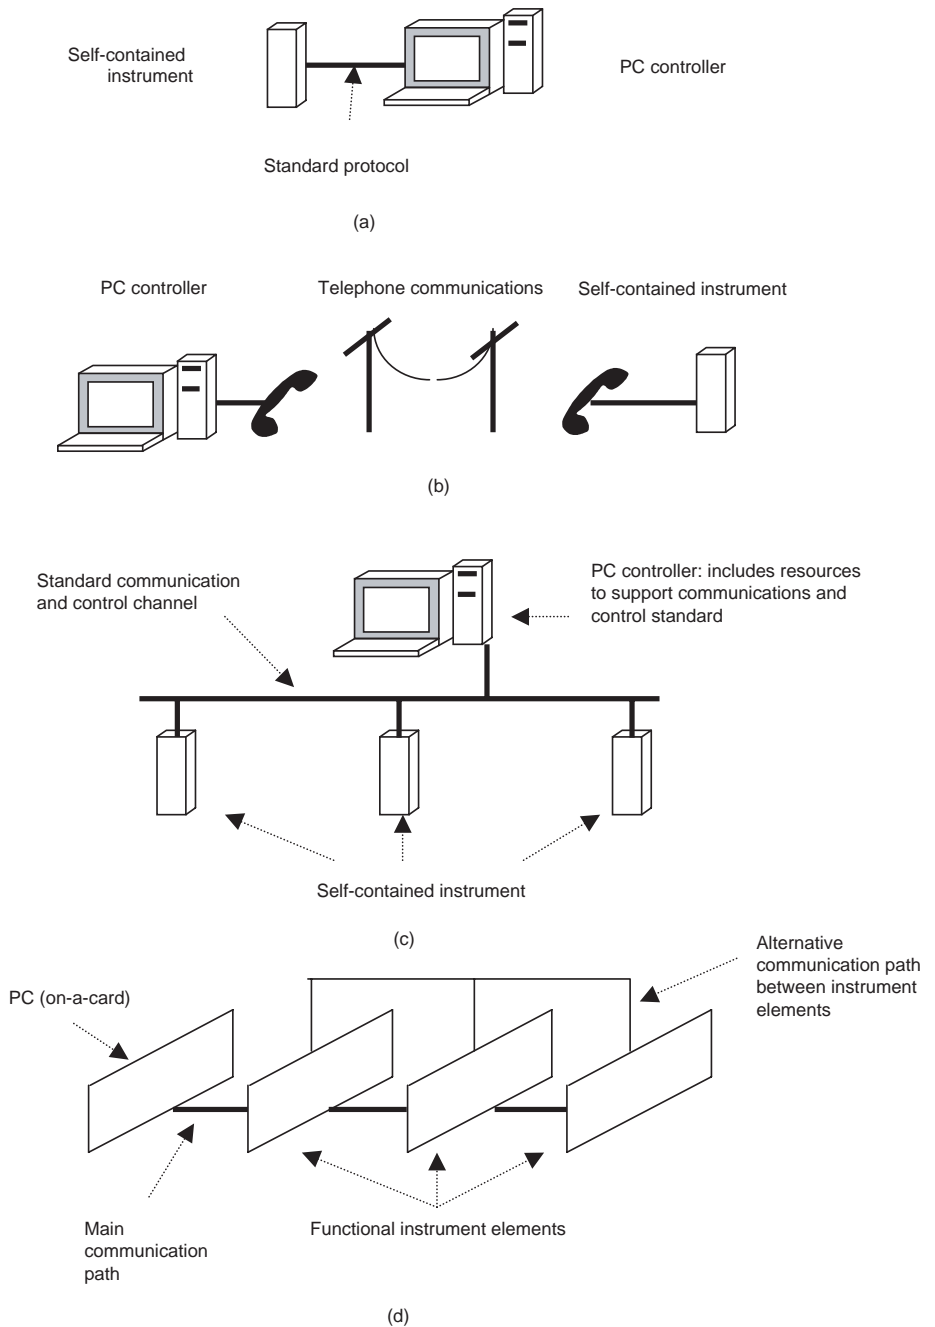 Self-contained
instrument
PC controller
Standard protocol
(a)
PC controller
Telephone communications
Self-contained instrument
(b)
Standard communication
and control channel
PC controller: includes resources
to support communications and
control standard
Self-contained instrument
(c)
Alternative
communication path
between instrument
elements
PC (on-a-card)
Main
communication
path
Functional instrument elements
(d)